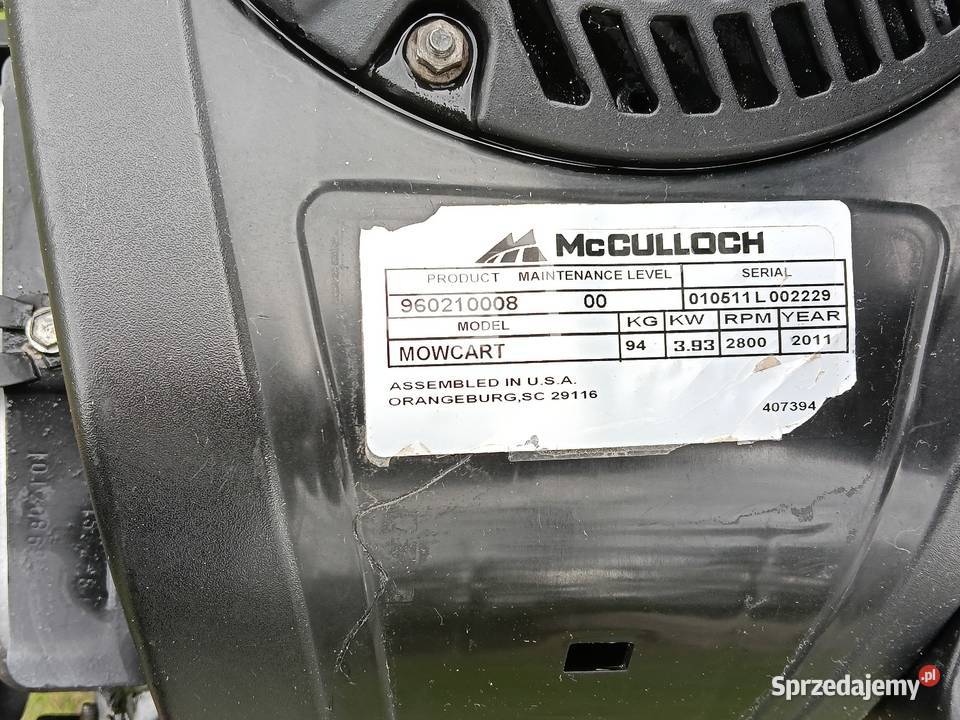 McCULLOCH
PRODUCT MAINTENANCE LEVEL SERIAL
960210008 00 010511 L 002229
MODEL KG KW RPM YEAR
MOWCART 94 3.93 2800 2011
ASSEMBLED IN U.S.A.
ORANGEBURG,SC 29116
407394
Sprzedajemy.pl